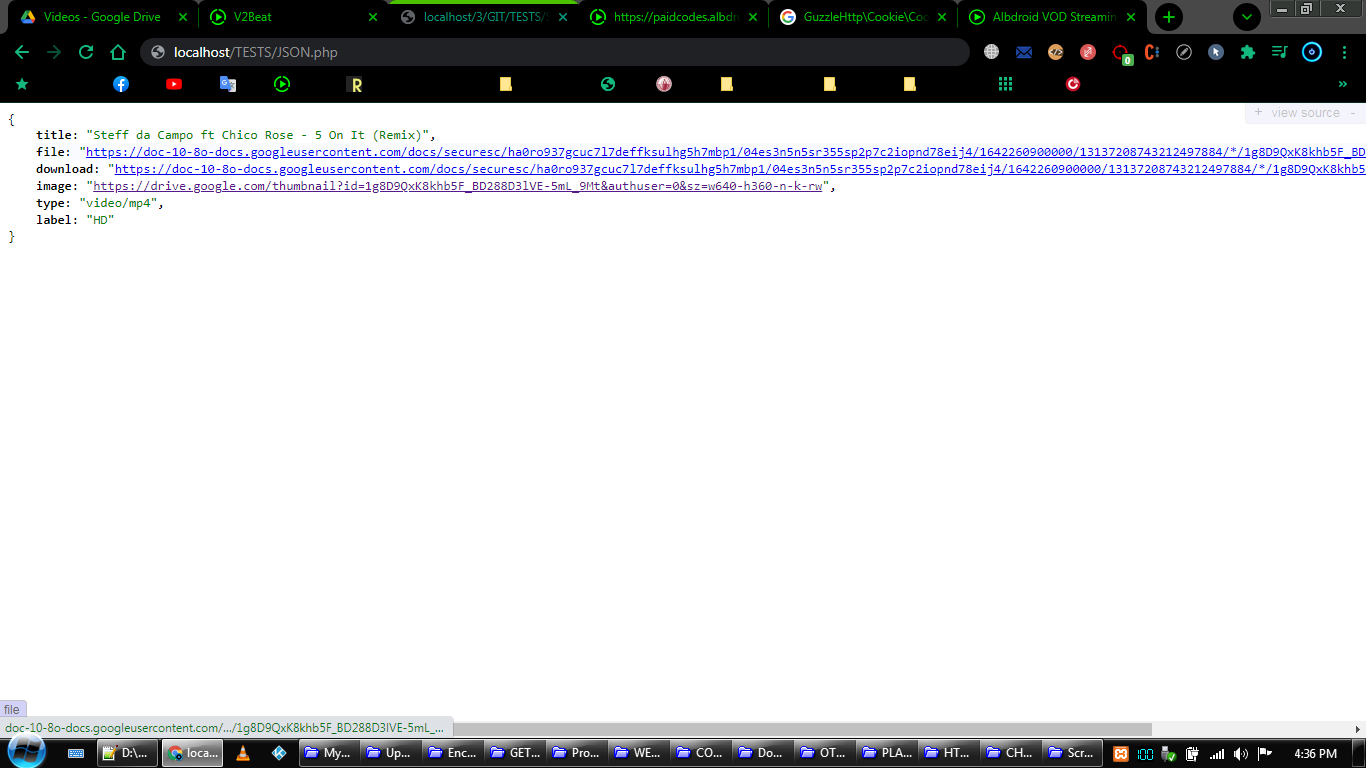 Videos - Google Drive
V2Beat
localhost/3/GIT/TESTS/
https://paidcodes.albdr
GuzzleHttp\Cookie\Coo
Albdroid VOD Streamin
localhost/TESTS/JSON.php
0
+ view source -
{
title: "Steff da Campo ft Chico Rose - 5 On It (Remix)",
file: "https://doc-10-8o-docs.googleusercontent.com/docs/securesc/ha0ro937gcuc7l7deffksulhg5h7mbp1/04es3n5n5sr355sp2p7c2iopnd78eij4/1642260900000/13137208743212497884/*/1g8D9QxK8khb5F_BD
download: "https://doc-10-8o-docs.googleusercontent.com/docs/securesc/ha0ro937gcuc7l7deffksulhg5h7mbp1/04es3n5n5sr355sp2p7c2iopnd78eij4/1642260900000/13137208743212497884/*/1g8D9QxK8khb5
image: "https://drive.google.com/thumbnail?id=1g8D9QxK8khb5F_BD288D3lVE-5mL_9Mt&authuser=0&sz=w640-h360-n-k-rw",
type: "video/mp4",
label: "HD"
}
file
doc-10-8o-docs.googleusercontent.com/.../1g8D9QxK8khb5F_BD288D3lVE-5mL_...
D:\... loca... My... Up... Enc... GET... Pro... WE... CO... Do... OT... PLA... HT... CH... Scr... 100 4:36 PM